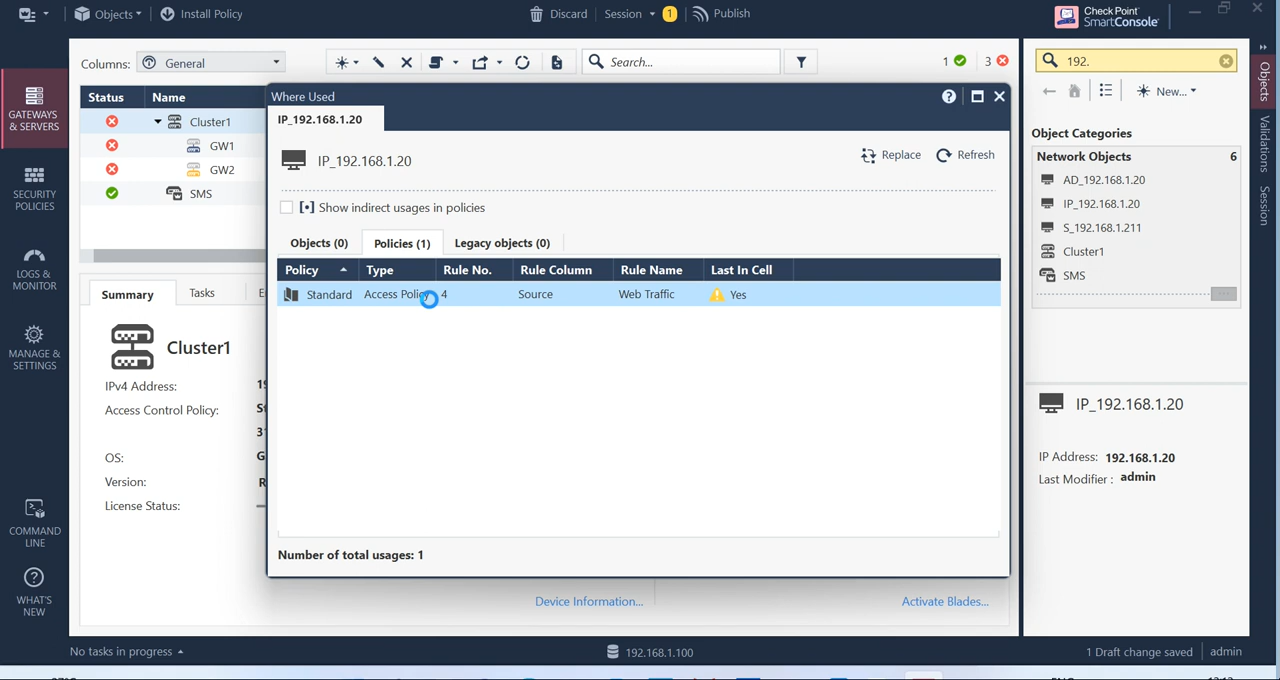 Objects
Install Policy
Discard
Session
1
Publish
Check Point
SmartConsole
Columns:
General
Search...
1
3
192.
Status
Name
Where Used
New...
GATEWAYS
& SERVERS
Cluster1
IP_192.168.1.20
Objects
GW1
Object Categories
GW2
IP_192.168.1.20
Replace
Refresh
Network Objects
6
Validations
SECURITY
POLICIES
SMS
AD_192.168.1.20
Show indirect usages in policies
IP_192.168.1.20
Session
S_192.168.1.211
Objects (0)
Policies (1)
Legacy objects (0)
Cluster1
LOGS &
MONITOR
Policy
Type
Rule No.
Rule Column
Rule Name
Last In Cell
SMS
Summary
Tasks
Standard
Access Policy
4
Source
Web Traffic
Yes
MANAGE &
SETTINGS
Cluster1
IPv4 Address:
Access Control Policy:
IP_192.168.1.20
OS:
IP Address:
192.168.1.20
Version:
Last Modifier :
admin
License Status:
COMMAND
LINE
Number of total usages: 1
WHAT'S
NEW
Device Information...
Activate Blades...
No tasks in progress
192.168.1.100
1 Draft change saved
admin